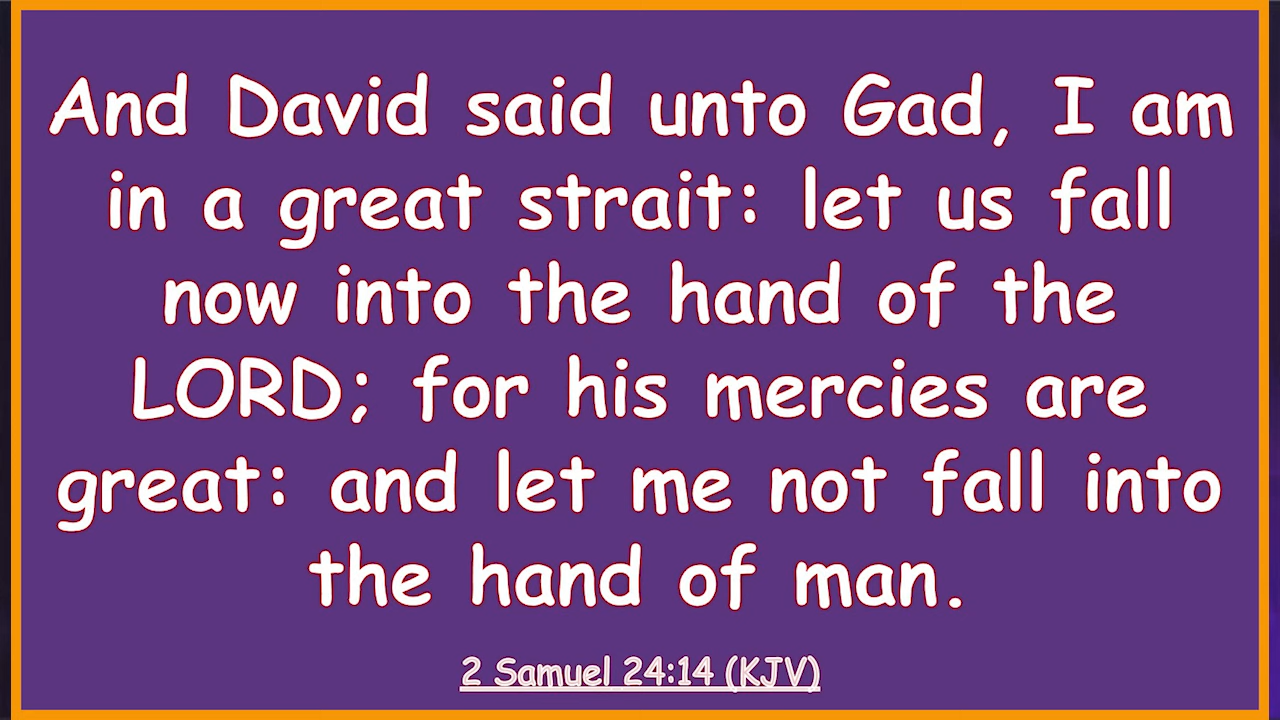 And David said unto Gad, I am
in a great strait: let us fall
now into the hand of the
LORD; for his mercies are
great: and let me not fall into
the hand of man.
2 Samuel 24:14 (KJV)